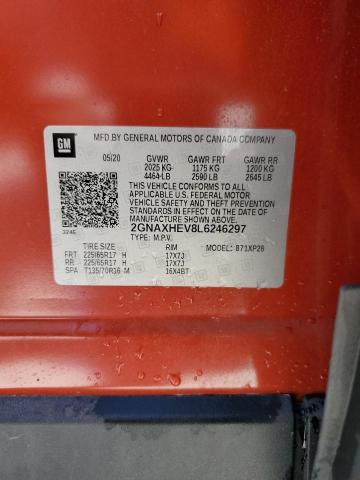 GM
MFD.BY GENERAL MOTORS OF CANADA COMPANY
05/20 GVWR GAWR FRT GAWR RR
2025 KG 1175 KG 1200 KG
4464 LB 2590 LB 2645 LB
THIS VEHICLE CONFORMS TO ALL
APPLICABLE U.S. FEDERAL MOTOR
VEHICLE SAFETY AND THEFT PREVENTION
STANDARDS IN EFFECT ON THE DATE OF
MANUFACTURE SHOWN ABOVE.
2GNAXHEV8L6246297
3245 TYPE: M.P.V.
TIRE SIZE RIM MODEL: 871XP26
FRT 225/65R17 H 17X7J
RR 225/65R17 H 17X7J
SPA T135/70R16 M 16X4BT